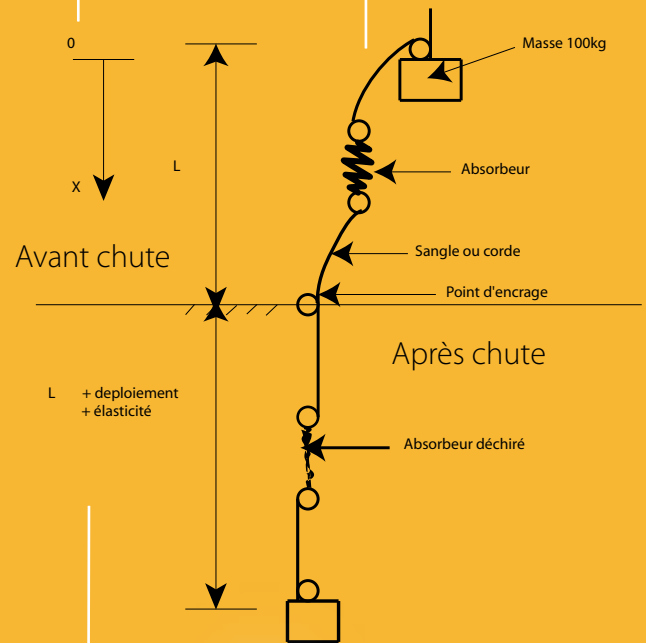 0
Masse 100kg
L
Absorbeur
X
Sangle ou corde
Avant chute
Point d'encrage
Après chute
L + deploiement
+ élasticité
Absorbeur déchiré